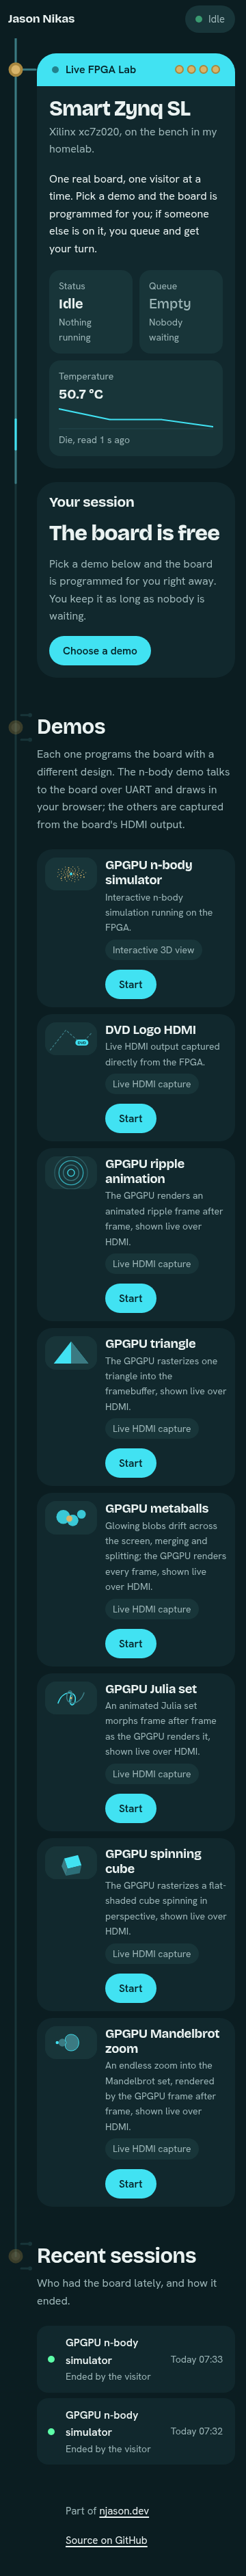 Jason Nikas
Idle
Live FPGA Lab
Smart Zynq SL
Xilinx xc7z020, on the bench in my
homelab.
One real board, one visitor at a
time. Pick a demo and the board is
programmed for you; if someone
else is on it, you queue and get
your turn.
Status
Idle
Nothing
running
Queue
Empty
Nobody
waiting
Temperature
50.7 °C
Die, read 1 s ago
Your session
The board is free
Pick a demo below and the board
is programmed for you right away.
You keep it as long as nobody is
waiting.
Choose a demo
Demos
Each one programs the board with a
different design. The n-body demo talks
to the board over UART and draws in
your browser; the others are captured
from the board's HDMI output.
GPGPU n-body
simulator
Interactive n-body
simulation running on the
FPGA.
Interactive 3D view
Start
DVD Logo HDMI
Live HDMI output captured
directly from the FPGA.
Live HDMI capture
Start
GPGPU ripple
animation
The GPGPU renders an
animated ripple frame after
frame, shown live over
HDMI.
Live HDMI capture
Start
GPGPU triangle
The GPGPU rasterizes one
triangle into the
framebuffer, shown live over
HDMI.
Live HDMI capture
Start
GPGPU metaballs
Glowing blobs drift across
the screen, merging and
splitting; the GPGPU renders
every frame, shown live
over HDMI.
Live HDMI capture
Start
GPGPU Julia set
An animated Julia set
morphs frame after frame
as the GPGPU renders it,
shown live over HDMI.
Live HDMI capture
Start
GPGPU spinning
cube
The GPGPU rasterizes a flat-
shaded cube spinning in
perspective, shown live over
HDMI.
Live HDMI capture
Start
GPGPU Mandelbrot
zoom
An endless zoom into the
Mandelbrot set, rendered
by the GPGPU frame after
frame, shown live over
HDMI.
Live HDMI capture
Start
Recent sessions
Who had the board lately, and how it
ended.
GPGPU n-body
simulator
Ended by the visitor
Today 07:33
GPGPU n-body
simulator
Ended by the visitor
Today 07:32
Part of njason.dev
Source on GitHub